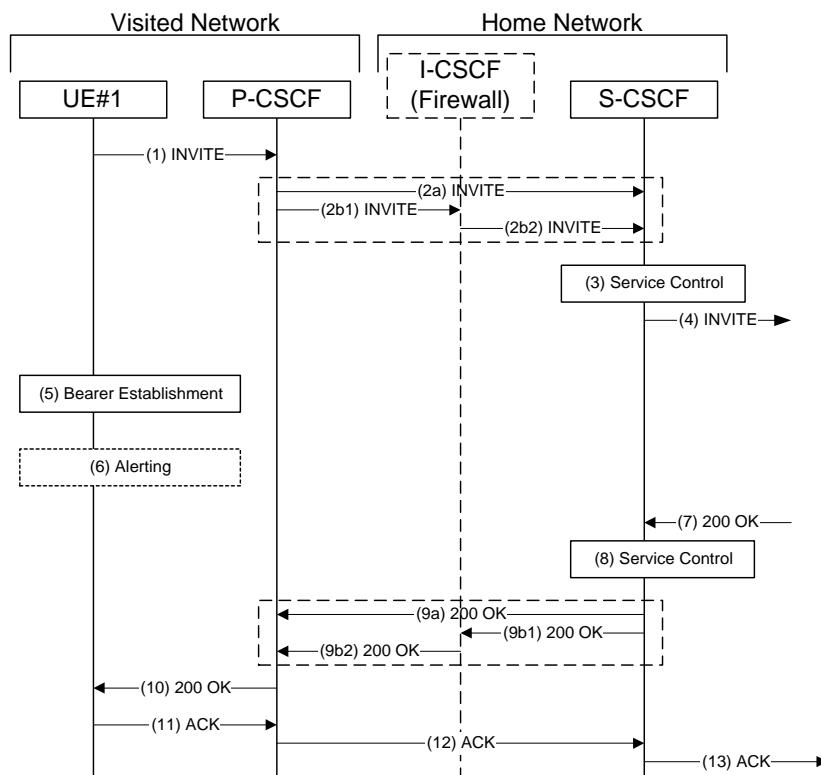 Visited Network
Home Network
UE#1
P-CSCF
I-CSCF
(Firewall)
S-CSCF
(1) INVITE
(2a) INVITE
(2b1) INVITE
(2b2) INVITE
(3) Service Control
(4) INVITE
(5) Bearer Establishment
(6) Alerting
(7) 200 OK
(8) Service Control
(9a) 200 OK
(9b1) 200 OK
(9b2) 200 OK
(10) 200 OK
(11) ACK
(12) ACK
(13) ACK